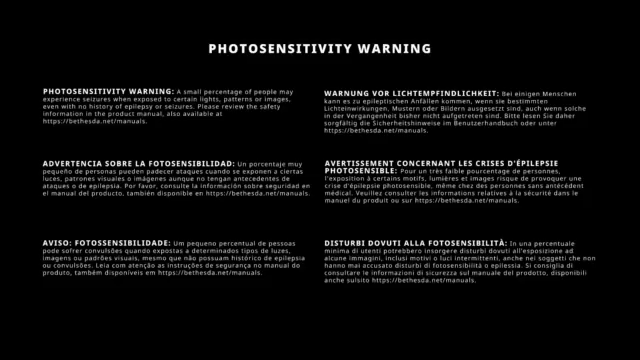 PHOTOSENSITIVITY WARNING
PHOTOSENSITIVITY WARNING: A small percentage of people may
experience seizures when exposed to certain lights, patterns or images,
even with no history of epilepsy or seizures. Please review the safety
information in the product manual, also available at
https://bethesda.net/manuals.
WARNUNG VOR LICHTEMPFINDLICHKEIT: Bei einigen Menschen
kann es zu epileptischen Anfällen kommen, wenn sie bestimmten
Lichteinwirkungen, Mustern oder Bildern ausgesetzt sind, auch wenn solche
in der Vergangenheit bisher nicht aufgetreten sind. Bitte lesen Sie daher
sorgfältig die Sicherheitshinweise im Benutzerhandbuch oder unter
https://bethesda.net/manuals.
ADVERTENCIA SOBRE LA FOTOSENSIBILIDAD: Un porcentaje muy
pequeño de personas pueden padecer ataques cuando se exponen a ciertas
luces, patrones visuales o imágenes aunque no tengan antecedentes de
ataques o de epilepsia. Por favor, consulte la información sobre seguridad en
el manual del producto, también disponible en https://bethesda.net/manuals.
AVERTISSEMENT CONCERNANT LES CRISES D'ÉPILEPSIE
PHOTOSENSIBLE: Pour un très faible pourcentage de personnes,
l'exposition à certains motifs, lumières et images risque de provoquer une
crise d'épilepsie photosensible, même chez des personnes sans antécédent
médical. Veuillez consulter les informations relatives à la sécurité dans le
manuel du produit ou sur https://bethesda.net/manuals.
AVISO: FOTOSSENSIBILIDADE: Um pequeno percentual de pessoas
pode sofrer convulsões quando expostas a determinados tipos de luzes,
imagens ou padrões visuais, mesmo que não possuam histórico de epilepsia
ou convulsões. Leia com atenção as instruções de segurança no manual do
produto, também disponíveis em https://bethesda.net/manuals.
DISTURBI DOVUTI ALLA FOTOSENSIBILITÀ: In una percentuale
minima di utenti potrebbero insorgere disturbi dovuti all'esposizione ad
alcune immagini, inclusi motivi o luci intermittenti, anche nei soggetti che non
hanno mai accusato disturbi di fotosensibilità o epilessia. Si consiglia di
consultare le informazioni di sicurezza sul manuale del prodotto, disponibili
anche sul sito https://bethesda.net/manuals.